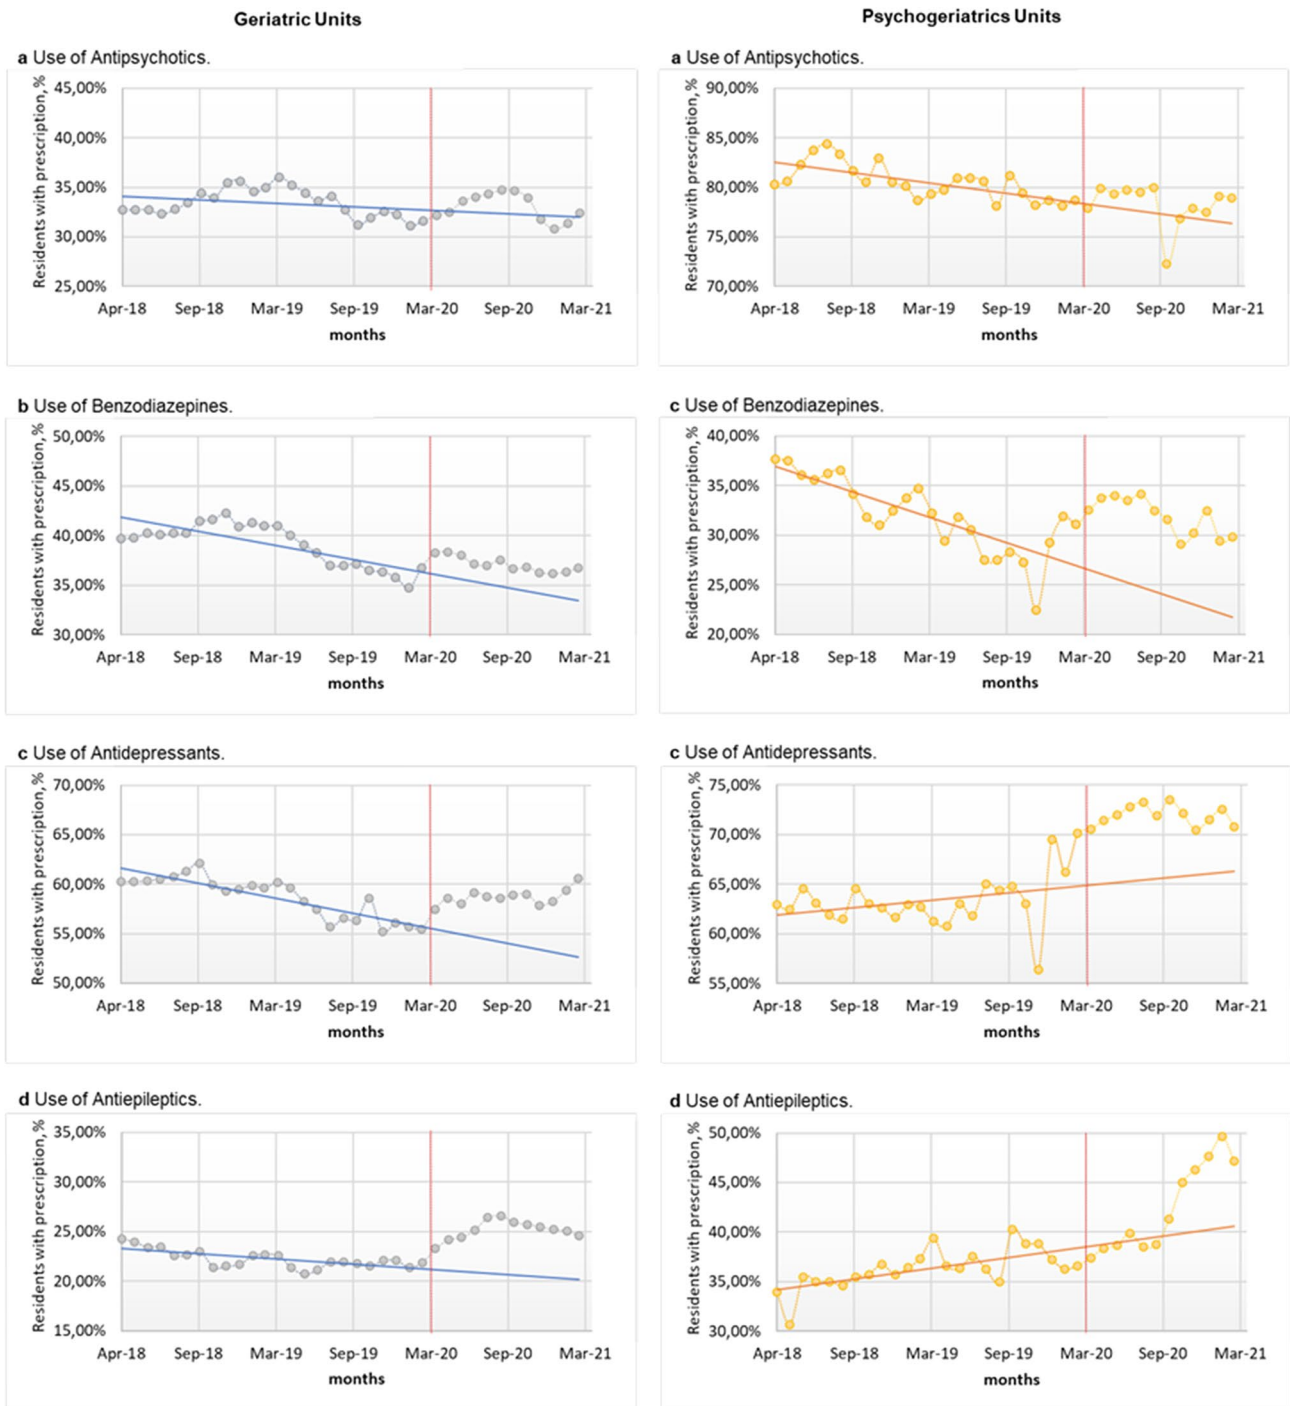 Geriatric Units
Psychogeriatrics Units
a Use of Antipsychotics.
Residents with prescription,%
45,00%
40,00%
35,00%
30,00%
25,00%
Apr-18 Sep-18 Mar-19 Sep-19 Mar-20 Sep-20 Mar-21
months
a Use of Antipsychotics.
Residents with prescription,%
90,00%
85,00%
80,00%
75,00%
70,00%
Apr-18 Sep-18 Mar-19 Sep-19 Mar-20 Sep-20 Mar-21
months
b Use of Benzodiazepines.
Residents with prescription,%
50,00%
45,00%
40,00%
35,00%
30,00%
Apr-18 Sep-18 Mar-19 Sep-19 Mar-20 Sep-20 Mar-21
months
c Use of Benzodiazepines.
Residents with prescription,%
40,00%
35,00%
30,00%
25,00%
20,00%
Apr-18 Sep-18 Mar-19 Sep-19 Mar-20 Sep-20 Mar-21
months
c Use of Antidepressants.
Residents with prescription,%
70,00%
65,00%
60,00%
55,00%
50,00%
Apr-18 Sep-18 Mar-19 Sep-19 Mar-20 Sep-20 Mar-21
months
c Use of Antidepressants.
Residents with prescription,%
75,00%
70,00%
65,00%
60,00%
55,00%
Apr-18 Sep-18 Mar-19 Sep-19 Mar-20 Sep-20 Mar-21
months
d Use of Antiepileptics.
Residents with prescription,%
35,00%
30,00%
25,00%
20,00%
15,00%
Apr-18 Sep-18 Mar-19 Sep-19 Mar-20 Sep-20 Mar-21
months
d Use of Antiepileptics.
Residents with prescription,%
50,00%
45,00%
40,00%
35,00%
30,00%
Apr-18 Sep-18 Mar-19 Sep-19 Mar-20 Sep-20 Mar-21
months